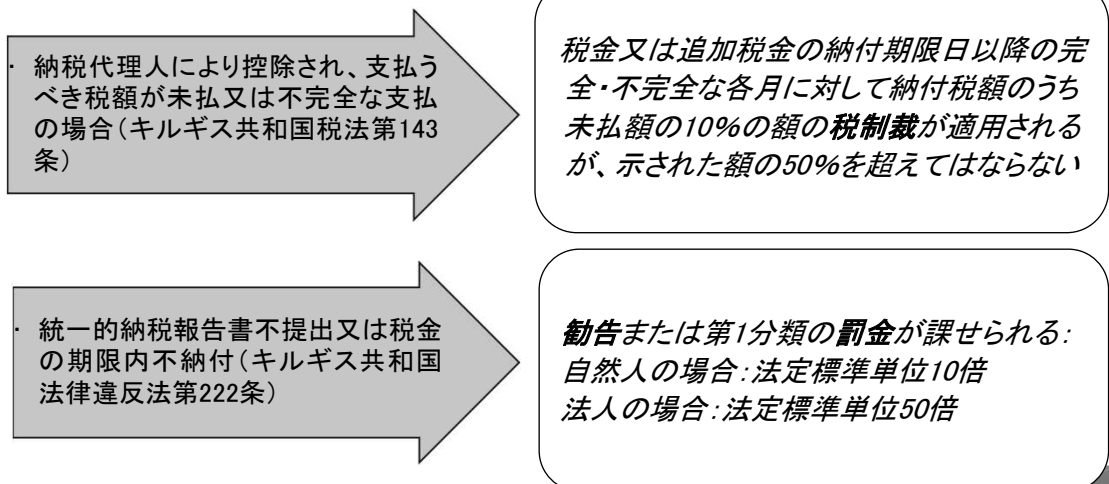 ・ 納税代理人により控除され、支払う
べき税額が未払又は不完全な支払
の場合（キルギス共和国税法第143
条）
税金又は追加税金の納付期限日以降の完
全・不完全な各月に対して納付税額のうち
未払額の10%の額の税制裁が適用される
が、示された額の50%を超えてはならない
・ 統一的納税報告書不提出又は税金
の期限内不納付（キルギス共和国
法律違反法第222条）
勧告または第1分類の罰金が課せられる：
自然人の場合：法定標準単位10倍
法人の場合：法定標準単位50倍